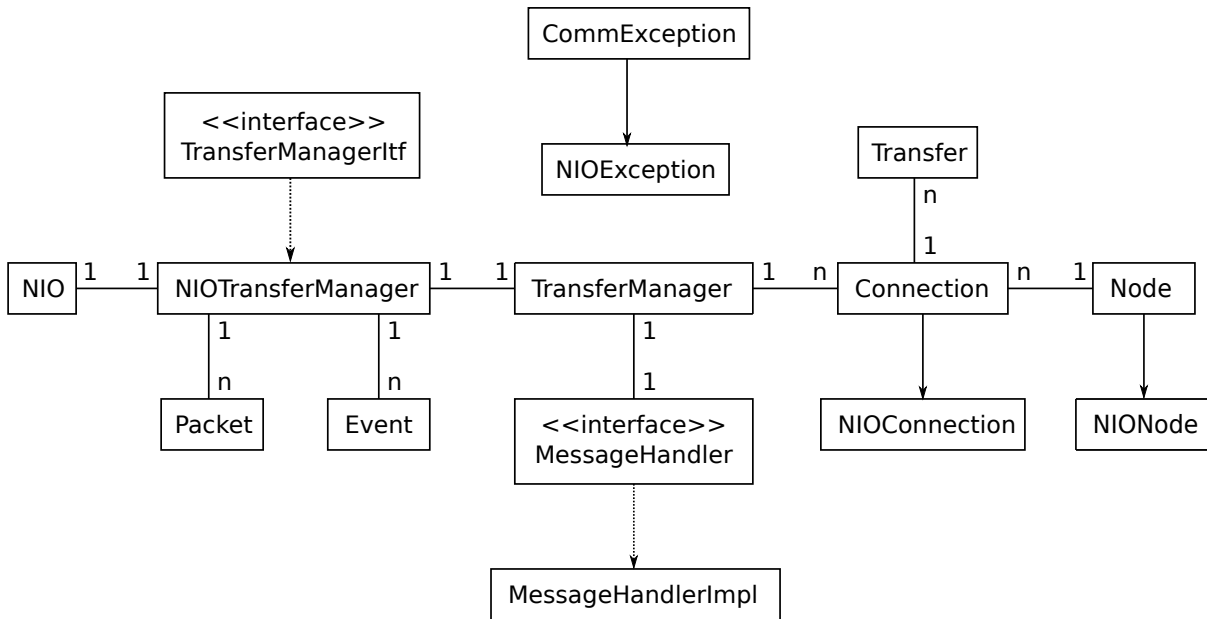 CommException
<<interface>>
TransferManagerItf
NIOException
Transfer
n
1
NIO
1
1
NIOTransferManager
1
1
TransferManager
1
n
Connection
n
1
Node
1
n
1
n
1
1
Packet
Event
<<interface>>
MessageHandler
NIOConnection
NIONode
MessageHandlerImpl